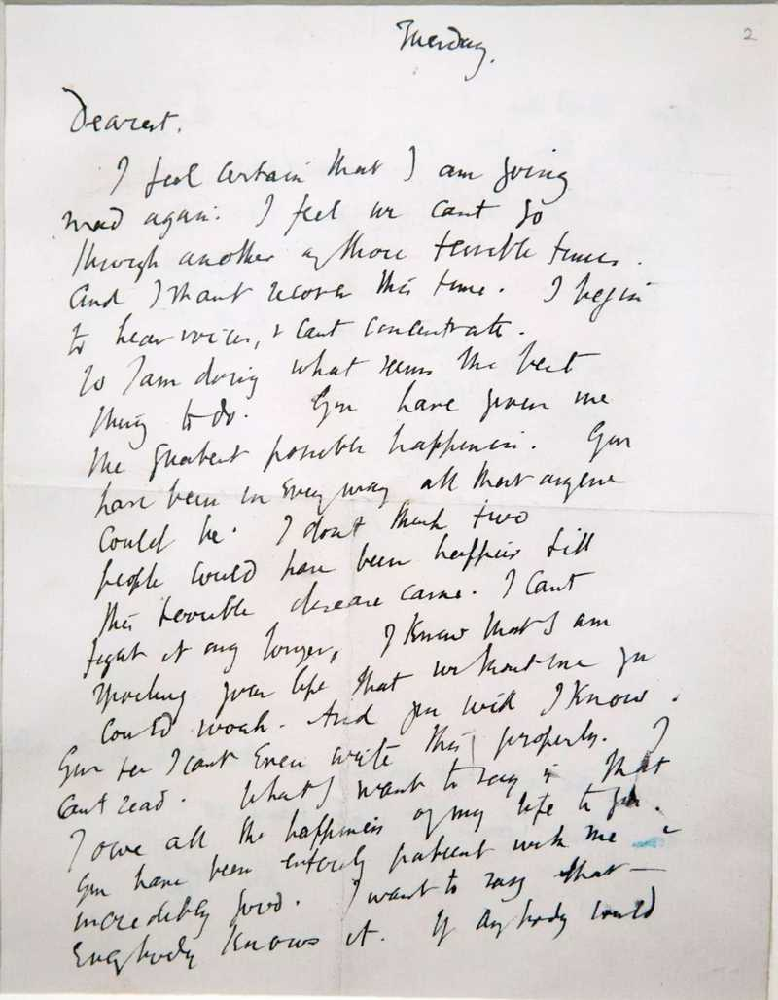 2
Tuesday.
Dearest.
I feel certain that I am going
mad again. I feel we cant go
through another of those terrible times.
And I shant recover this time. I begin
to hear voices, & cant concentrate.
So I am doing what seems the best
thing to do. You have given me
the greatest possible happiness. You
have been in every way all that anyone
could be. I dont think two
people could have been happier till
this terrible disease came. I cant
fight it any longer, I know that I am
spoiling your life that without me you
could work. And you will I know.
You see I cant even write this properly. I
cant read. What I want to say is that
I owe all the happiness of my life to you.
You have been entirely patient with me &
incredibly good. I want to say that —
everybody knows it. If anybody could